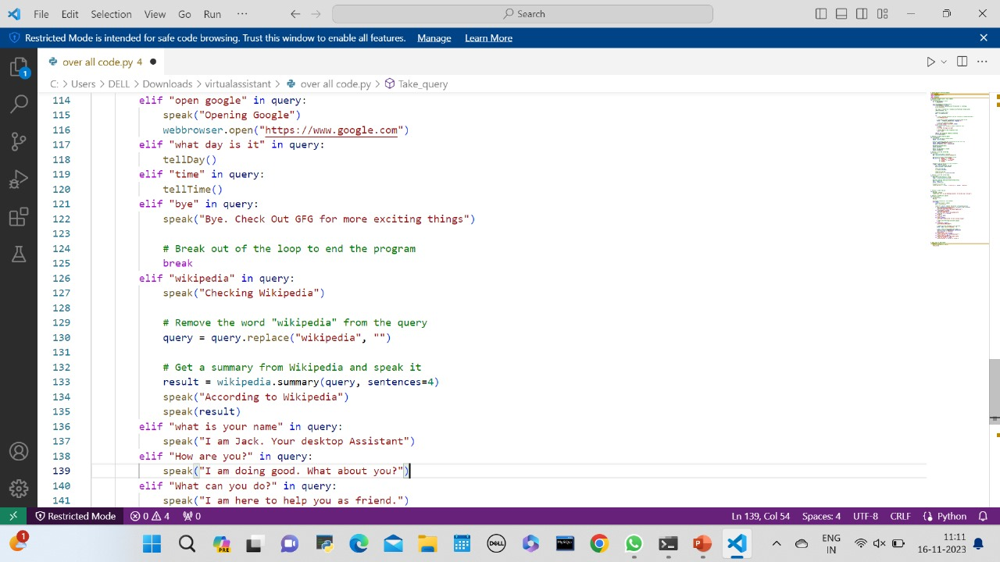 File Edit Selection View Go Run ··· Search
Restricted Mode is intended for safe code browsing. Trust this window to enable all features. Manage Learn More
over all code.py 4
C: > Users > DELL > Downloads > virtualassistant > over all code.py > Take_query
114 elif "open google" in query:
115 speak("Opening Google")
116 webbrowser.open("https://www.google.com
117 elif "what day is it" in query:
118 tellDay()
119 elif "time" in query:
120 tellTime()
121 elif "bye" in query:
122 speak("Bye. Check Out GFG for more exciting things")
123
124 # Break out of the loop to end the program
125 break
126 elif "wikipedia" in query:
127 speak("Checking Wikipedia")
128
129 # Remove the word "wikipedia" from the query
130 query = query.replace("wikipedia", "")
131
132 # Get a summary from Wikipedia and speak it
133 result = wikipedia.summary(query, sentences=4)
134 speak("According to Wikipedia")
135 speak(result)
136 elif "what is your name" in query:
137 speak("I am Jack. Your desktop Assistant")
138 elif "How are you?" in query:
139 speak("I am doing good. What about you?")
140 elif "What can you do?" in query:
141 speak("I am here to help you as friend.")
1
Restricted Mode 0 4 0 Ln 139, Col 54 Spaces: 4 UTF-8 CRLF Python
1 PRE DELL MySQL ENG IN 11:11 16-11-2023